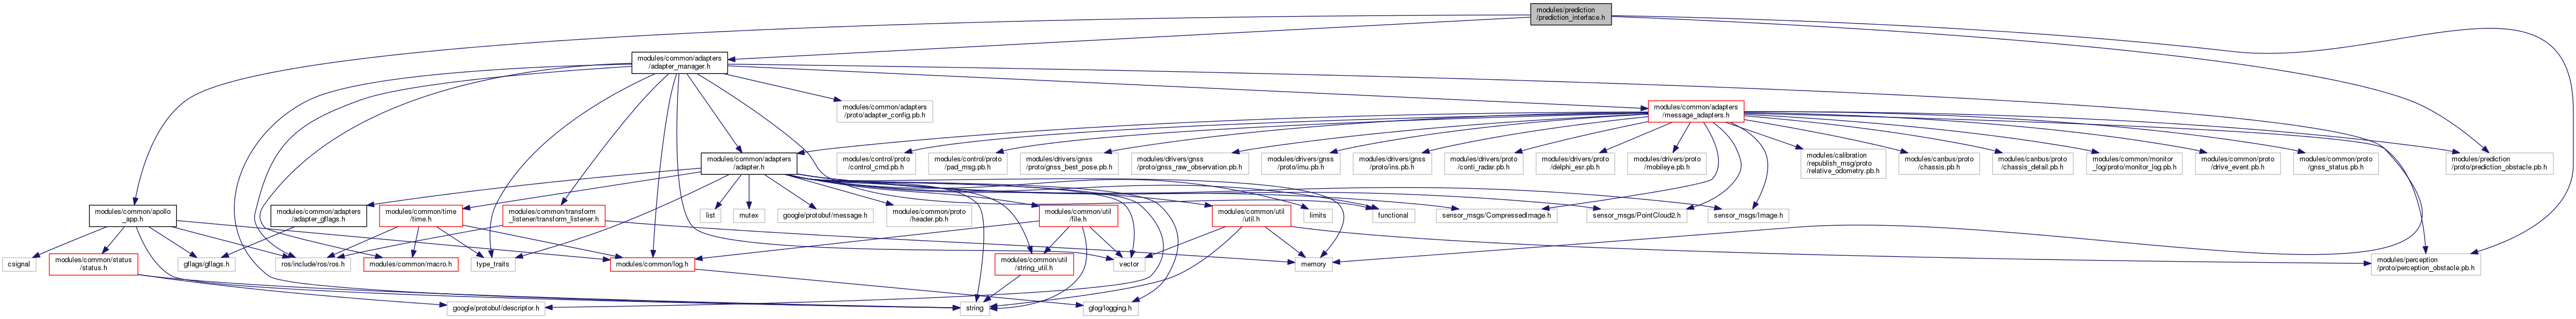 modules/prediction
/prediction_interface.h
modules/common/adapters
/adapter_manager.h
modules/common/adapters
/proto/adapter_config.pb.h
modules/common/adapters
/message_adapters.h
modules/common/adapters
/adapter.h
modules/control/proto
/control_cmd.pb.h
modules/control/proto
/pad_msg.pb.h
modules/drivers/gnss
/proto/gnss_best_pose.pb.h
modules/drivers/gnss
/proto/gnss_raw_observation.pb.h
modules/drivers/gnss
/proto/imu.pb.h
modules/drivers/gnss
/proto/ins.pb.h
modules/drivers/proto
/conti_radar.pb.h
modules/drivers/proto
/delphi_esr.pb.h
modules/drivers/proto
/mobileye.pb.h
modules/calibration
/republish_msg/proto
/relative_odometry.pb.h
modules/canbus/proto
/chassis.pb.h
modules/canbus/proto
/chassis_detail.pb.h
modules/common/monitor
_log/proto/monitor_log.pb.h
modules/common/proto
/drive_event.pb.h
modules/common/proto
/gnss_status.pb.h
modules/prediction
/proto/prediction_obstacle.pb.h
modules/common/apollo
_app.h
modules/common/adapters
/adapter_gflags.h
modules/common/time
/time.h
modules/common/transform
_listener/transform_listener.h
list
mutex
google/protobuf/message.h
modules/common/proto
/header.pb.h
modules/common/util
/file.h
modules/common/util
/util.h
limits
functional
sensor_msgs/CompressedImage.h
sensor_msgs/PointCloud2.h
sensor_msgs/Image.h
csignal
modules/common/status
/status.h
gflags/gflags.h
ros/include/ros/ros.h
modules/common/macro.h
type_traits
modules/common/log.h
modules/common/util
/string_util.h
vector
memory
modules/perception
/proto/perception_obstacle.pb.h
google/protobuf/descriptor.h
string
glog/logging.h